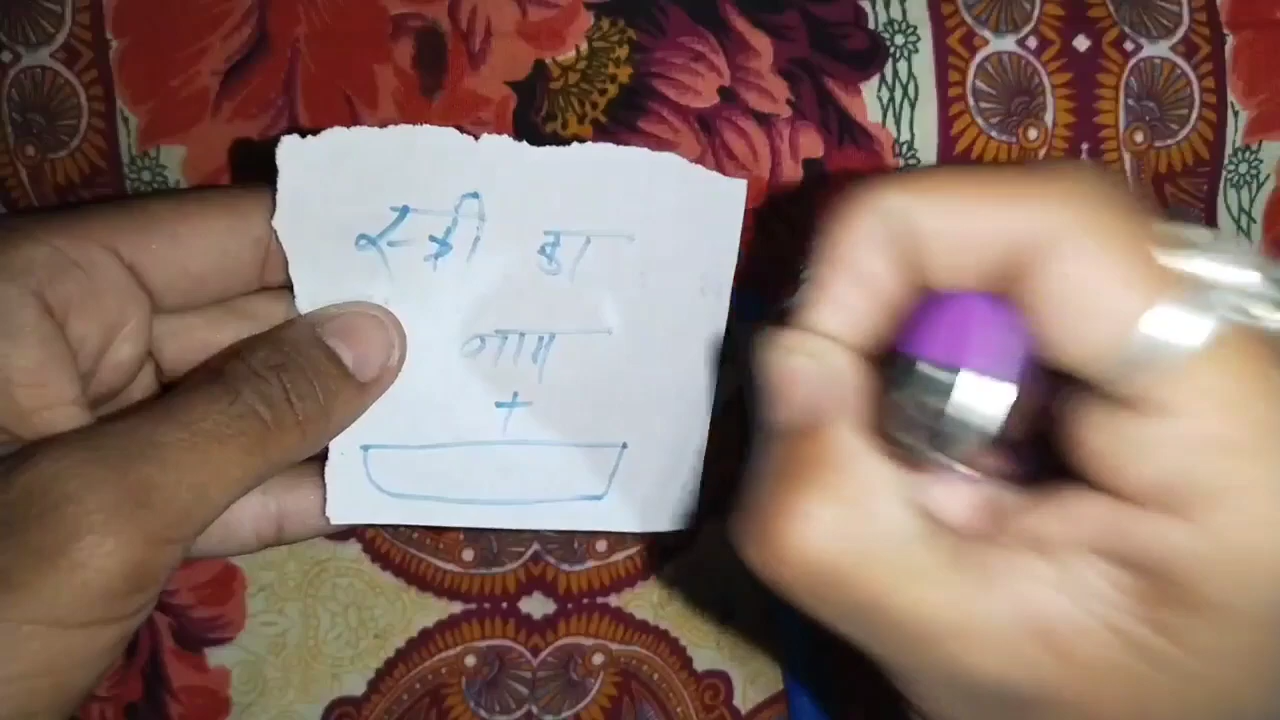 स्त्री का
नाम
+